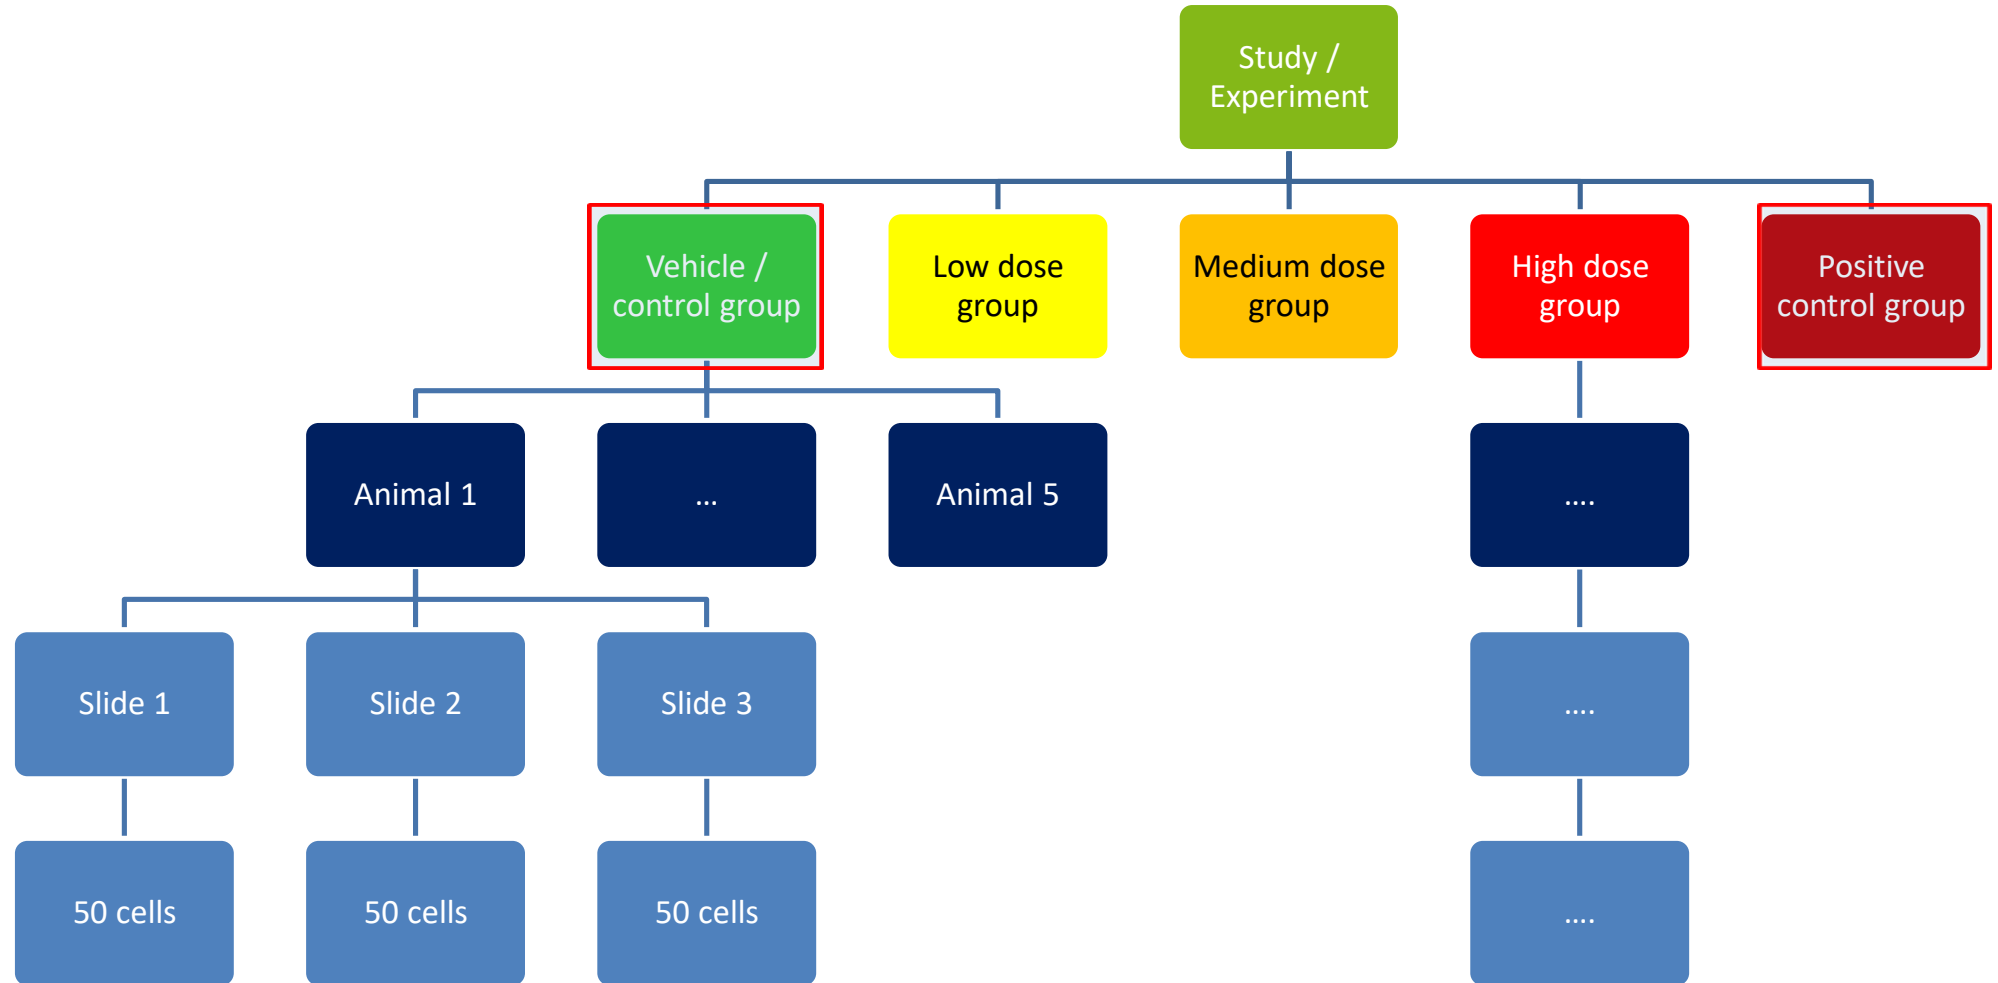 Study /
Experiment
Vehicle /
control group
Low dose
group
Medium dose
group
High dose
group
Positive
control group
Animal 1
...
Animal 5
....
Slide 1
Slide 2
Slide 3
....
50 cells
50 cells
50 cells
....